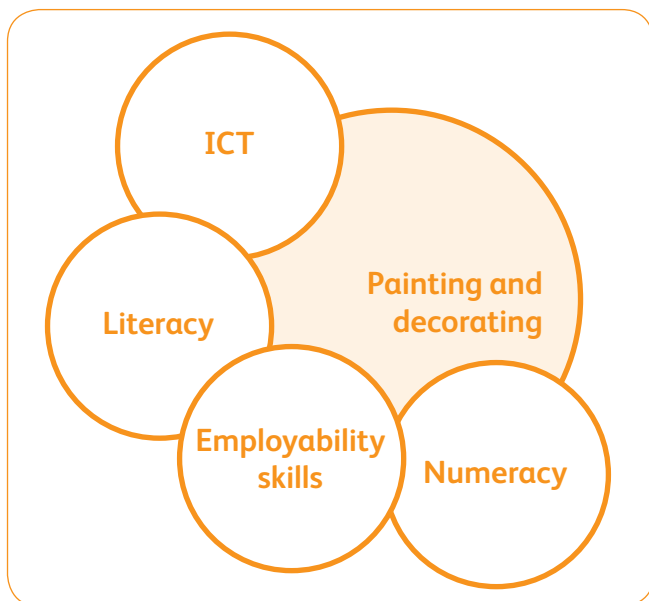 ICT
Painting and
decorating
Literacy
Employability
skills
Numeracy